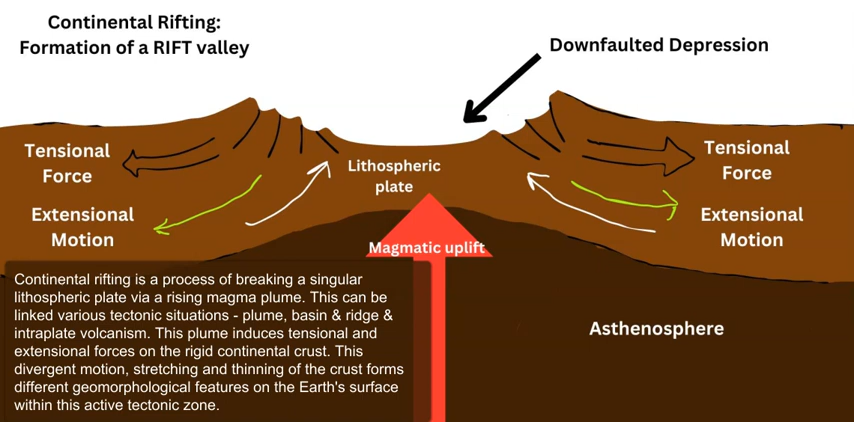 Continental Rifting:
Formation of a RIFT valley
Downfaulted Depression
Tensional
Force
Lithospheric
plate
Tensional
Force
Extensional
Motion
Extensional
Motion
Magmatic uplift
Continental rifting is a process of breaking a singular
lithospheric plate via a rising magma plume. This can be
linked various tectonic situations - plume, basin & ridge &
intraplate volcanism. This plume induces tensional and
extensional forces on the rigid continental crust. This
divergent motion, stretching and thinning of the crust forms
different geomorphological features on the Earth's surface
within this active tectonic zone.
Asthenosphere